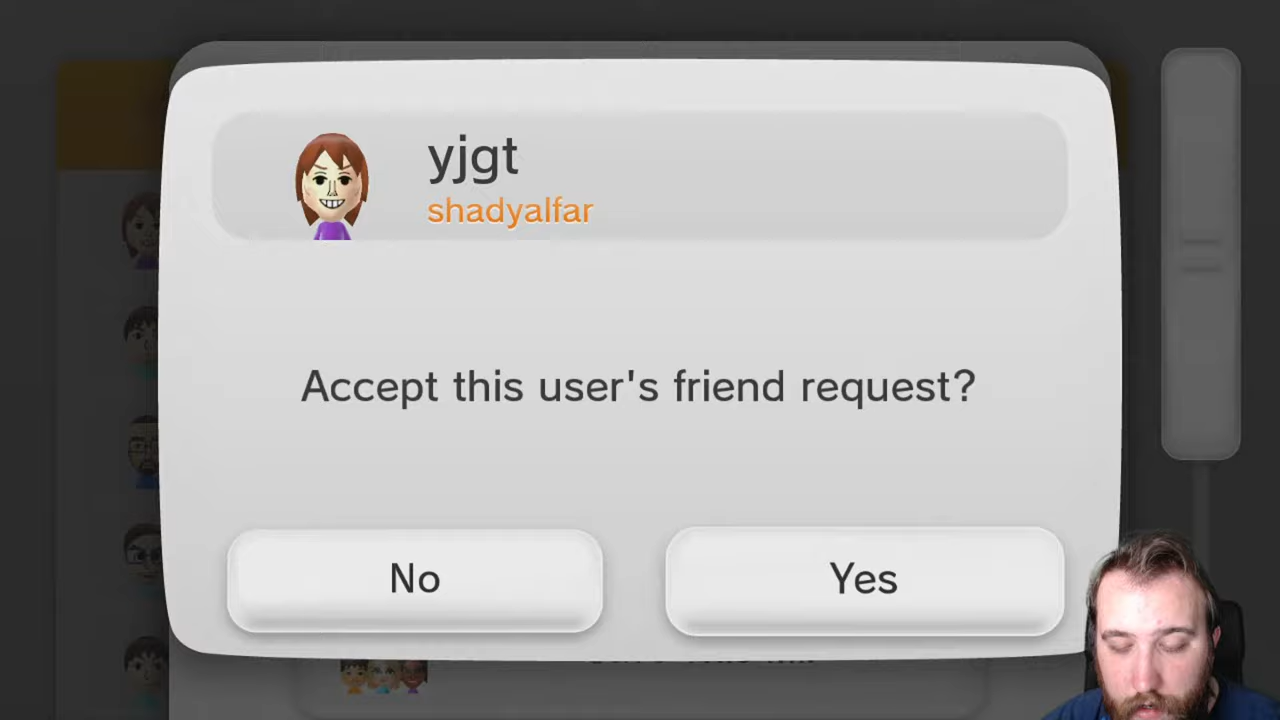 yjgt
shadyalfar
Accept this user's friend request?
No
Yes